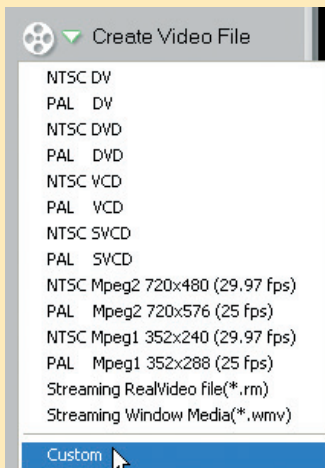 Create Video File
NTSC DV
PAL DV
NTSC DVD
PAL DVD
NTSC VCD
PAL VCD
NTSC SVCD
PAL SVCD
NTSC Mpeg2 720x480 (29.97 fps)
PAL Mpeg2 720x576 (25 fps)
NTSC Mpeg1 352x240 (29.97 fps)
PAL Mpeg1 352x288 (25 fps)
Streaming RealVideo file(*.rm)
Streaming Window Media(*.wmv)
Custom